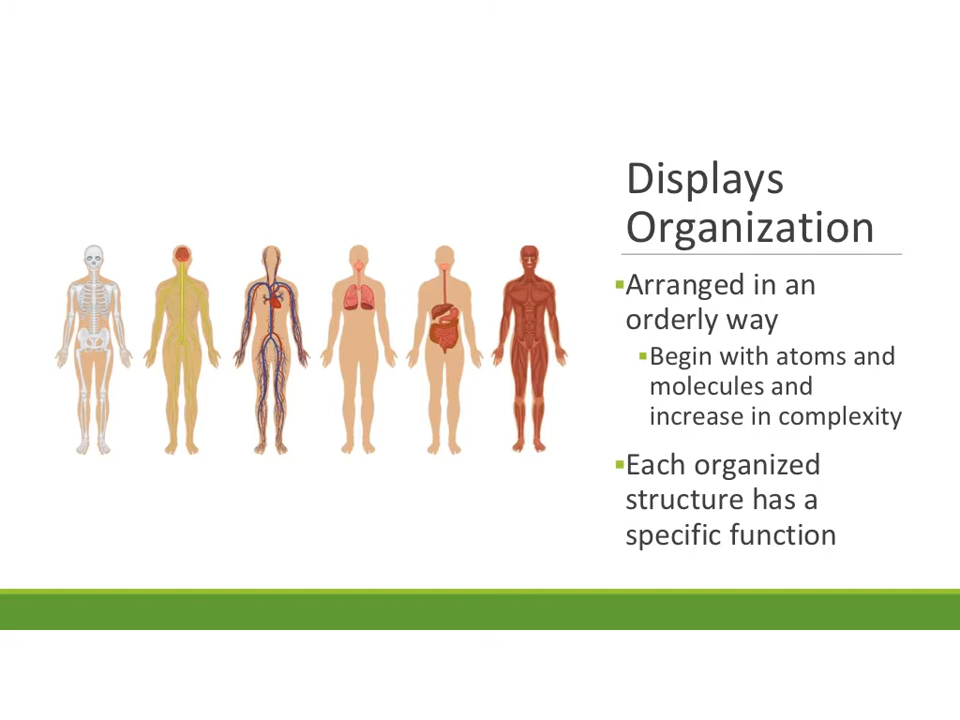 Displays
Organization
▪Arranged in an
orderly way
▪Begin with atoms and
molecules and
increase in complexity
▪Each organized
structure has a
specific function